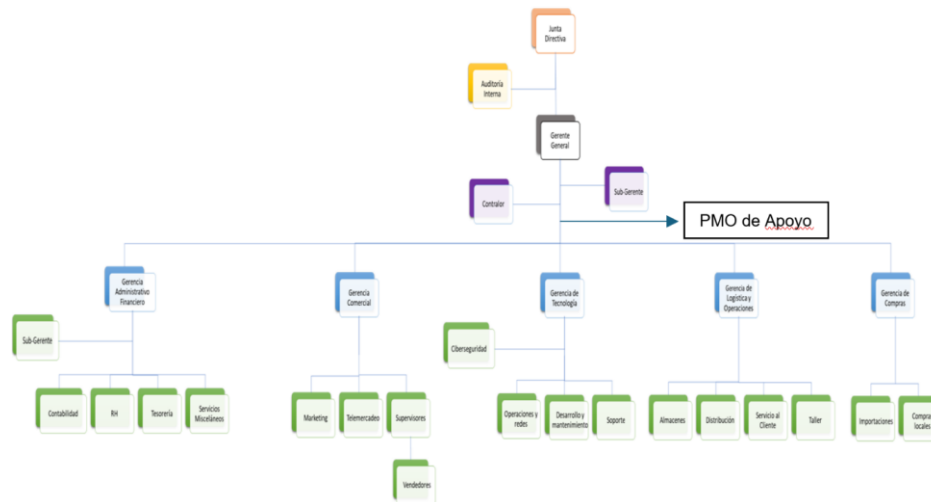 Junta
Directiva
Auditoría
Interna
Gerente
General
Sub-Gerente
Contralor
PMO de Apoyo
Gerencia
Administrativo
Financiero
Gerencia
Comercial
Gerencia de
Tecnología
Gerencia de
Logística y
Operaciones
Gerencia de
Compras
Sub-Gerente
Ciberseguridad
Contabilidad
RH
Tesorería
Servicios
Misceláneos
Marketing
Telemercadeo
Supervisores
Operaciones y
redes
Desarrollo y
mantenimiento
Soporte
Almacenes
Distribución
Servicio al
Cliente
Taller
Importaciones
Compras
locales
Vendedores